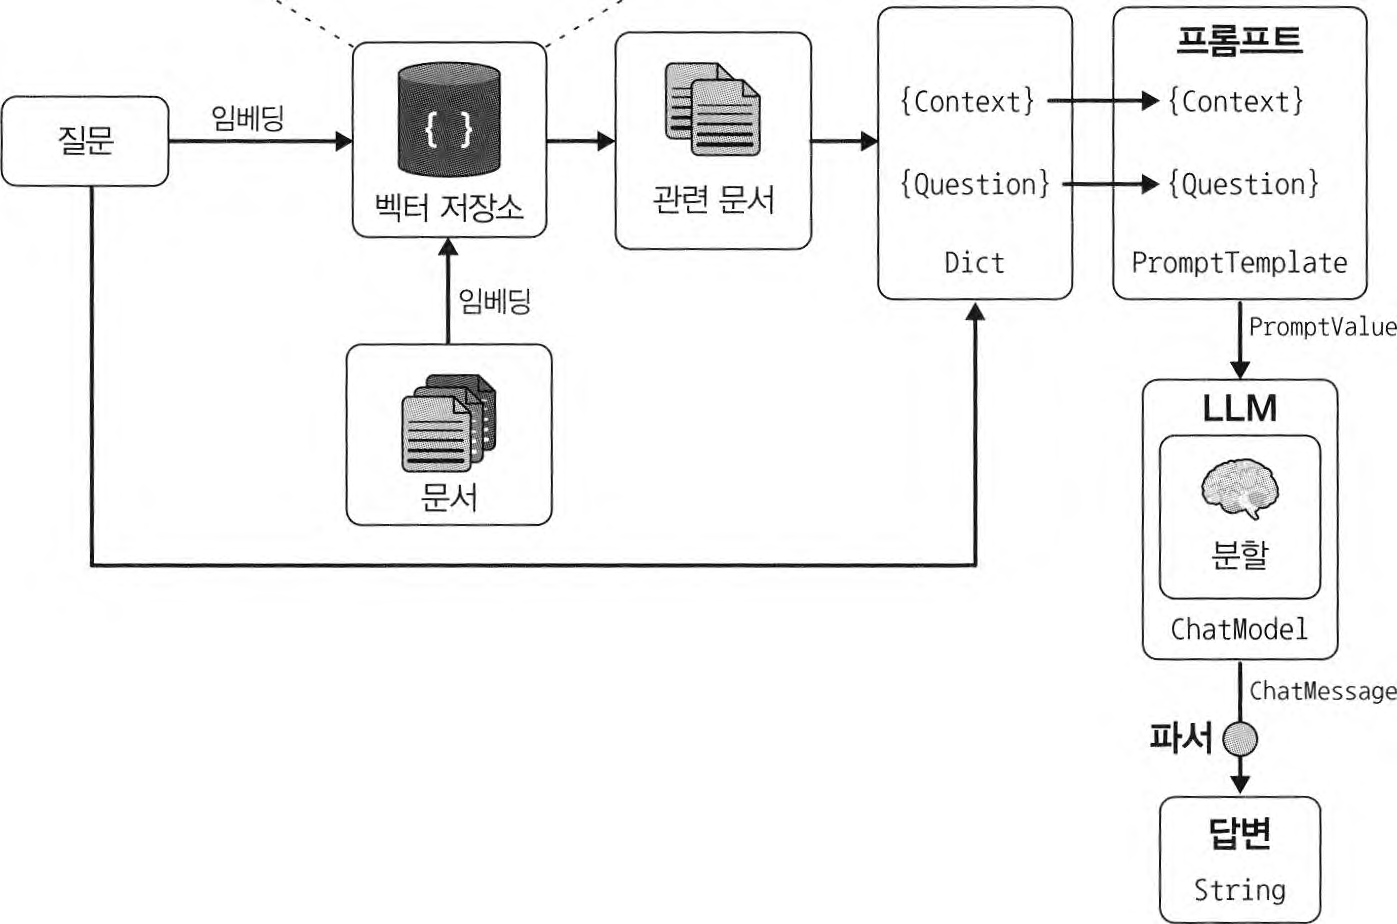 질문
임베딩
{ }
벡터 저장소
임베딩
문서
관련 문서
{Context}
{Question}
Dict
프롬프트
{Context}
{Question}
PromptTemplate
PromptValue
LLM
분할
ChatModel
ChatMessage
파서
답변
String